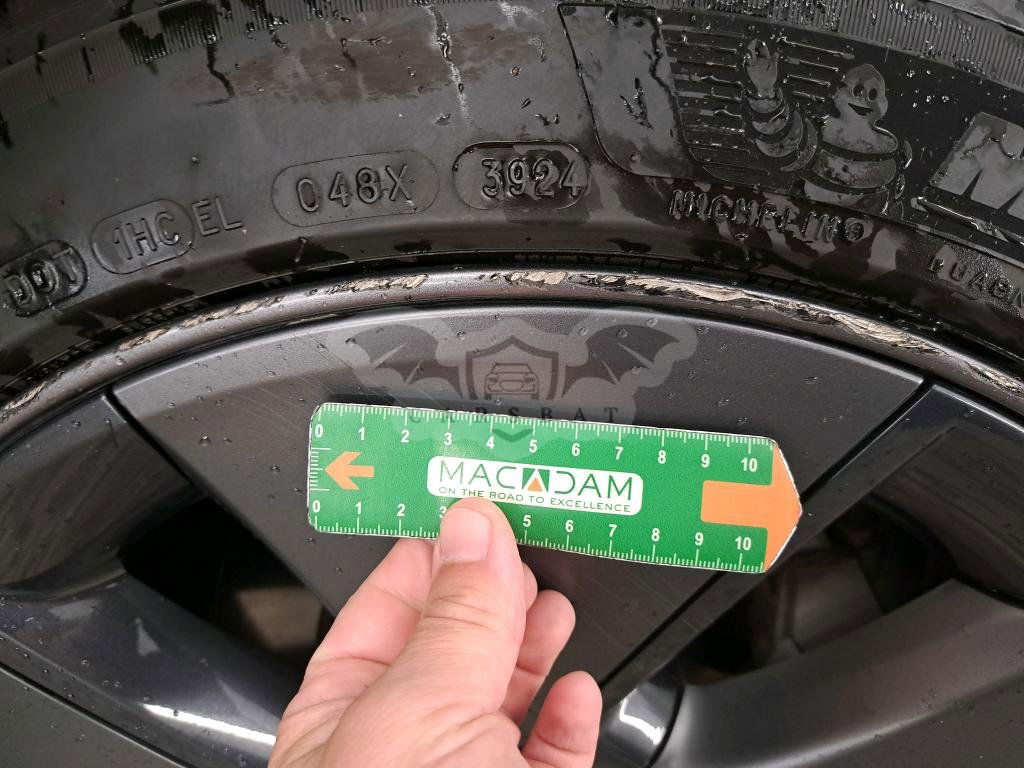 DOT 1HC EL 048X 3924
MICHELIN®
0 1 2 3 4 5 6 7 8 9 10
MACADAM
ON THE ROAD TO EXCELLENCE
0 1 2 3 5 6 7 8 9 10
CARSBAT